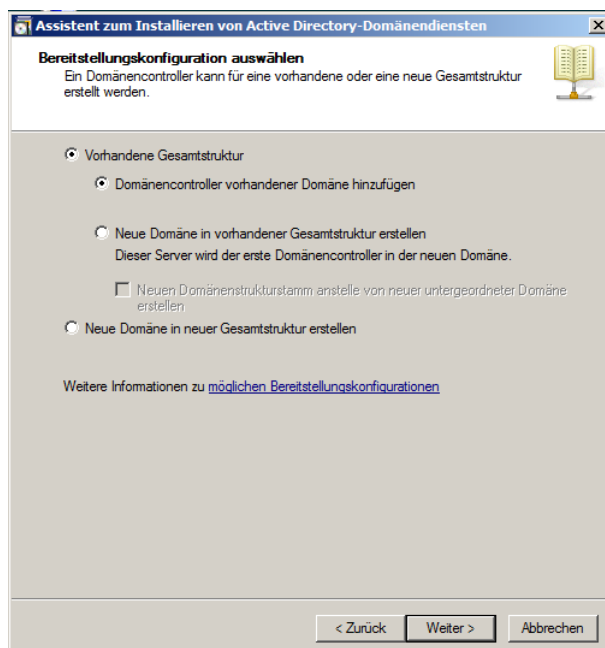 Assistent zum Installieren von Active Directory-Domänendiensten
Bereitstellungskonfiguration auswählen
Ein Domänencontroller kann für eine vorhandene oder eine neue Gesamtstruktur
erstellt werden.
Vorhandene Gesamtstruktur
Domänencontroller vorhandener Domäne hinzufügen
Neue Domäne in vorhandener Gesamtstruktur erstellen
Dieser Server wird der erste Domänencontroller in der neuen Domäne.
Neuen Domänenstrukturstamm anstelle von neuer untergeordneter Domäne
erstellen
Neue Domäne in neuer Gesamtstruktur erstellen
Weitere Informationen zu möglichen Bereitstellungskonfigurationen
< Zurück Weiter > Abbrechen